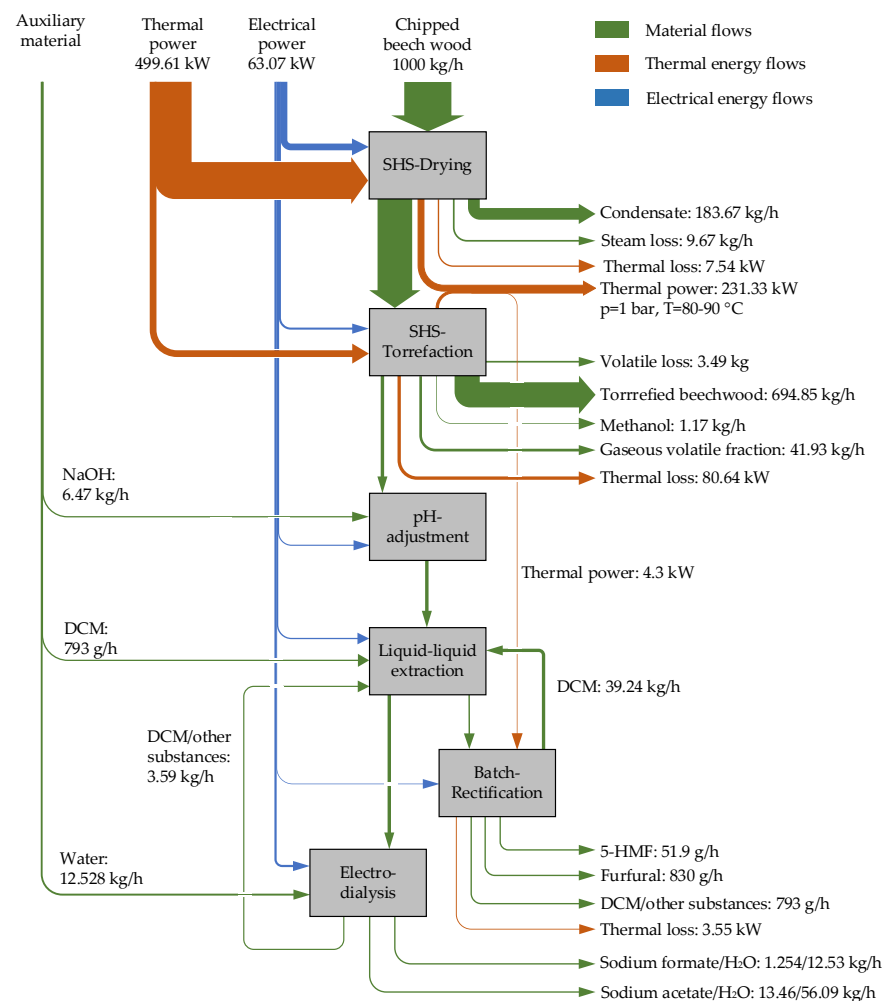 Auxiliary
material
Thermal
power
499.61 kW
Electrical
power
63.07 kW
Chipped
beech wood
1000 kg/h
Material flows
Thermal energy flows
Electrical energy flows
SHS-Drying
Condensate: 183.67 kg/h
Steam loss: 9.67 kg/h
Thermal loss: 7.54 kW
Thermal power: 231.33 kW
p=1 bar, T=80-90 °C
SHS-
Torrefaction
Volatile loss: 3.49 kg
Torrrefied beechwood: 694.85 kg/h
Methanol: 1.17 kg/h
Gaseous volatile fraction: 41.93 kg/h
Thermal loss: 80.64 kW
NaOH:
6.47 kg/h
pH-
adjustment
Thermal power: 4.3 kW
DCM:
793 g/h
Liquid-liquid
extraction
DCM: 39.24 kg/h
DCM/other
substances:
3.59 kg/h
Batch-
Rectification
Water:
12.528 kg/h
Electro-
dialysis
5-HMF: 51.9 g/h
Furfural: 830 g/h
DCM/other substances: 793 g/h
Thermal loss: 3.55 kW
Sodium formate/H₂O: 1.254/12.53 kg/h
Sodium acetate/H₂O: 13.46/56.09 kg/h